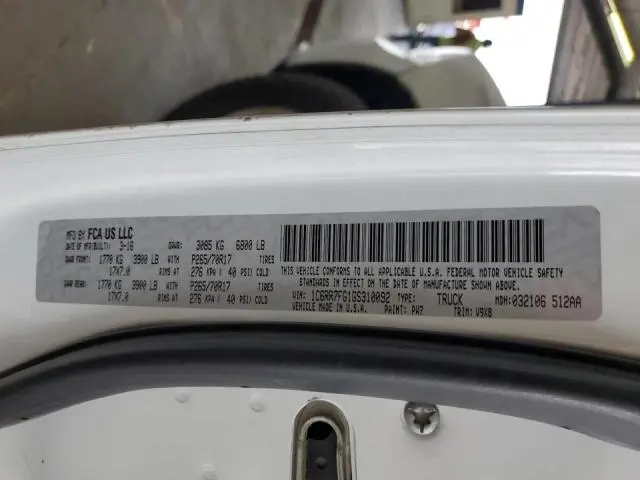 MFD BY FCA US LLC
DATE OF MFR(BUILT): 3-16 GVWR: 3085 KG 6800 LB
GAWR: 1770 KG 3900 LB WITH P265/70R17 TIRES
17X7.0 RIMS AT 276 KPA ( 40 PSI) COLD
GAWR: 1770 KG 3900 LB WITH P265/70R17 TIRES
17X7.0 RIMS AT 276 KPA ( 40 PSI) COLD
THIS VEHICLE CONFORMS TO ALL APPLICABLE U.S.A. FEDERAL MOTOR VEHICLE SAFETY
STANDARDS IN EFFECT ON THE DATE OF MANUFACTURE SHOWN ABOVE.
VIN: 1C6RR7FG1GS310092 TYPE: TRUCK MDH:032106 512AA
VEHICLE MADE IN U.S.A. PAINT: PW7 TRIM: V9X8